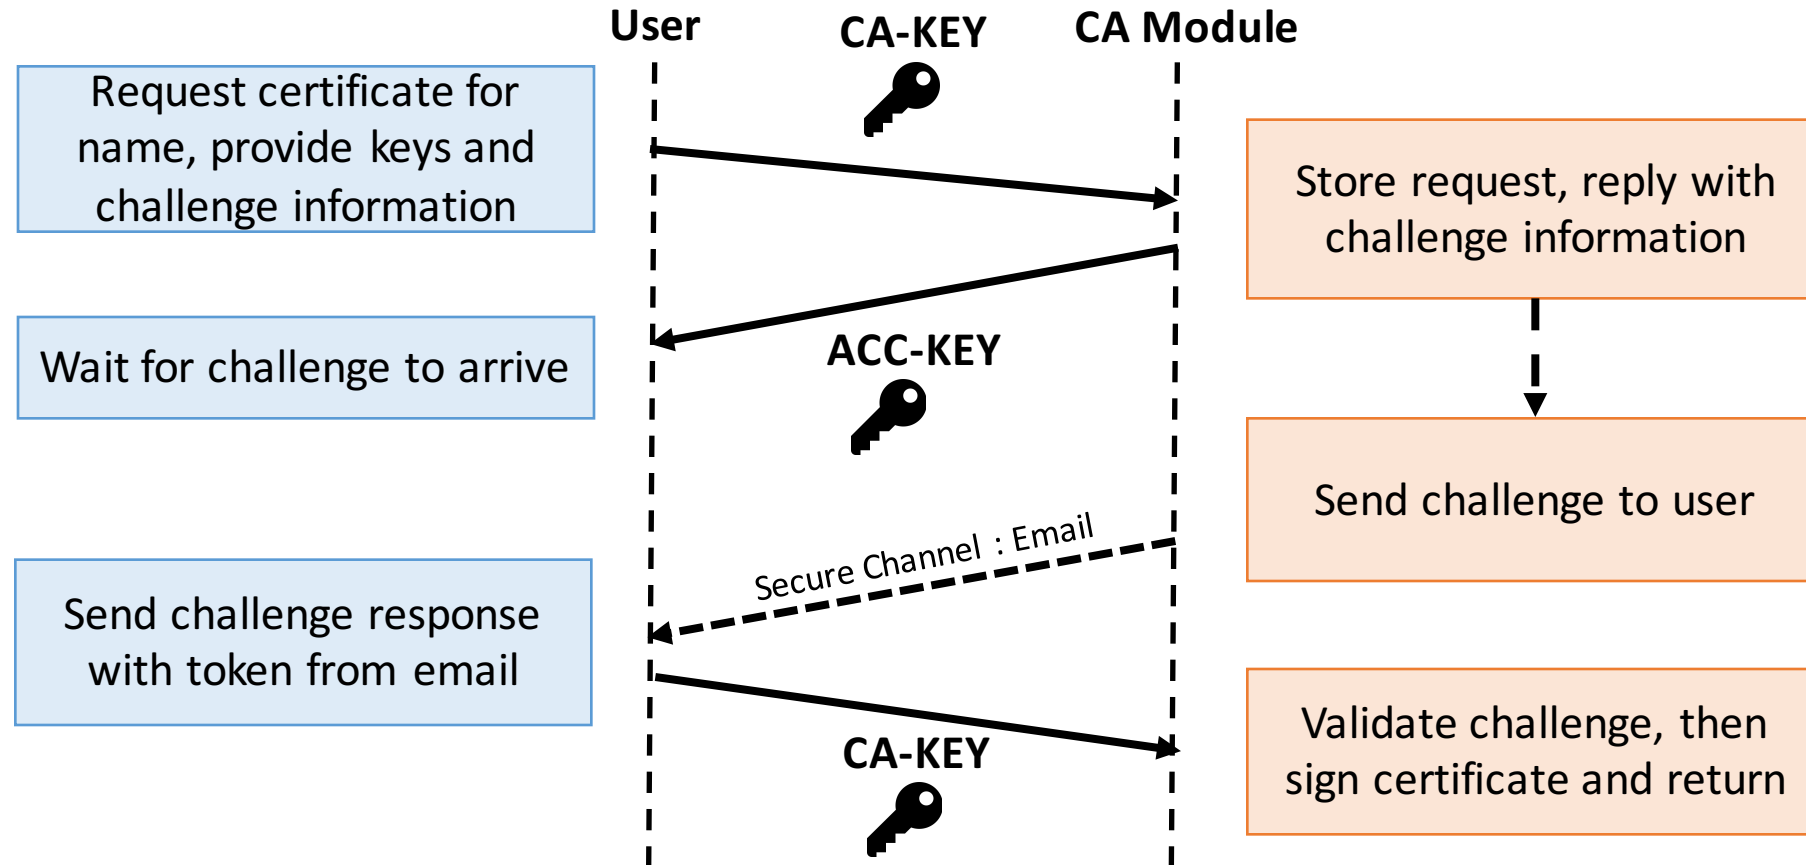 User
CA-KEY
CA Module
Request certificate for
name, provide keys and
challenge information
Store request, reply with
challenge information
Wait for challenge to arrive
ACC-KEY
Send challenge to user
Secure Channel : Email
Send challenge response
with token from email
Validate challenge, then
sign certificate and return
CA-KEY